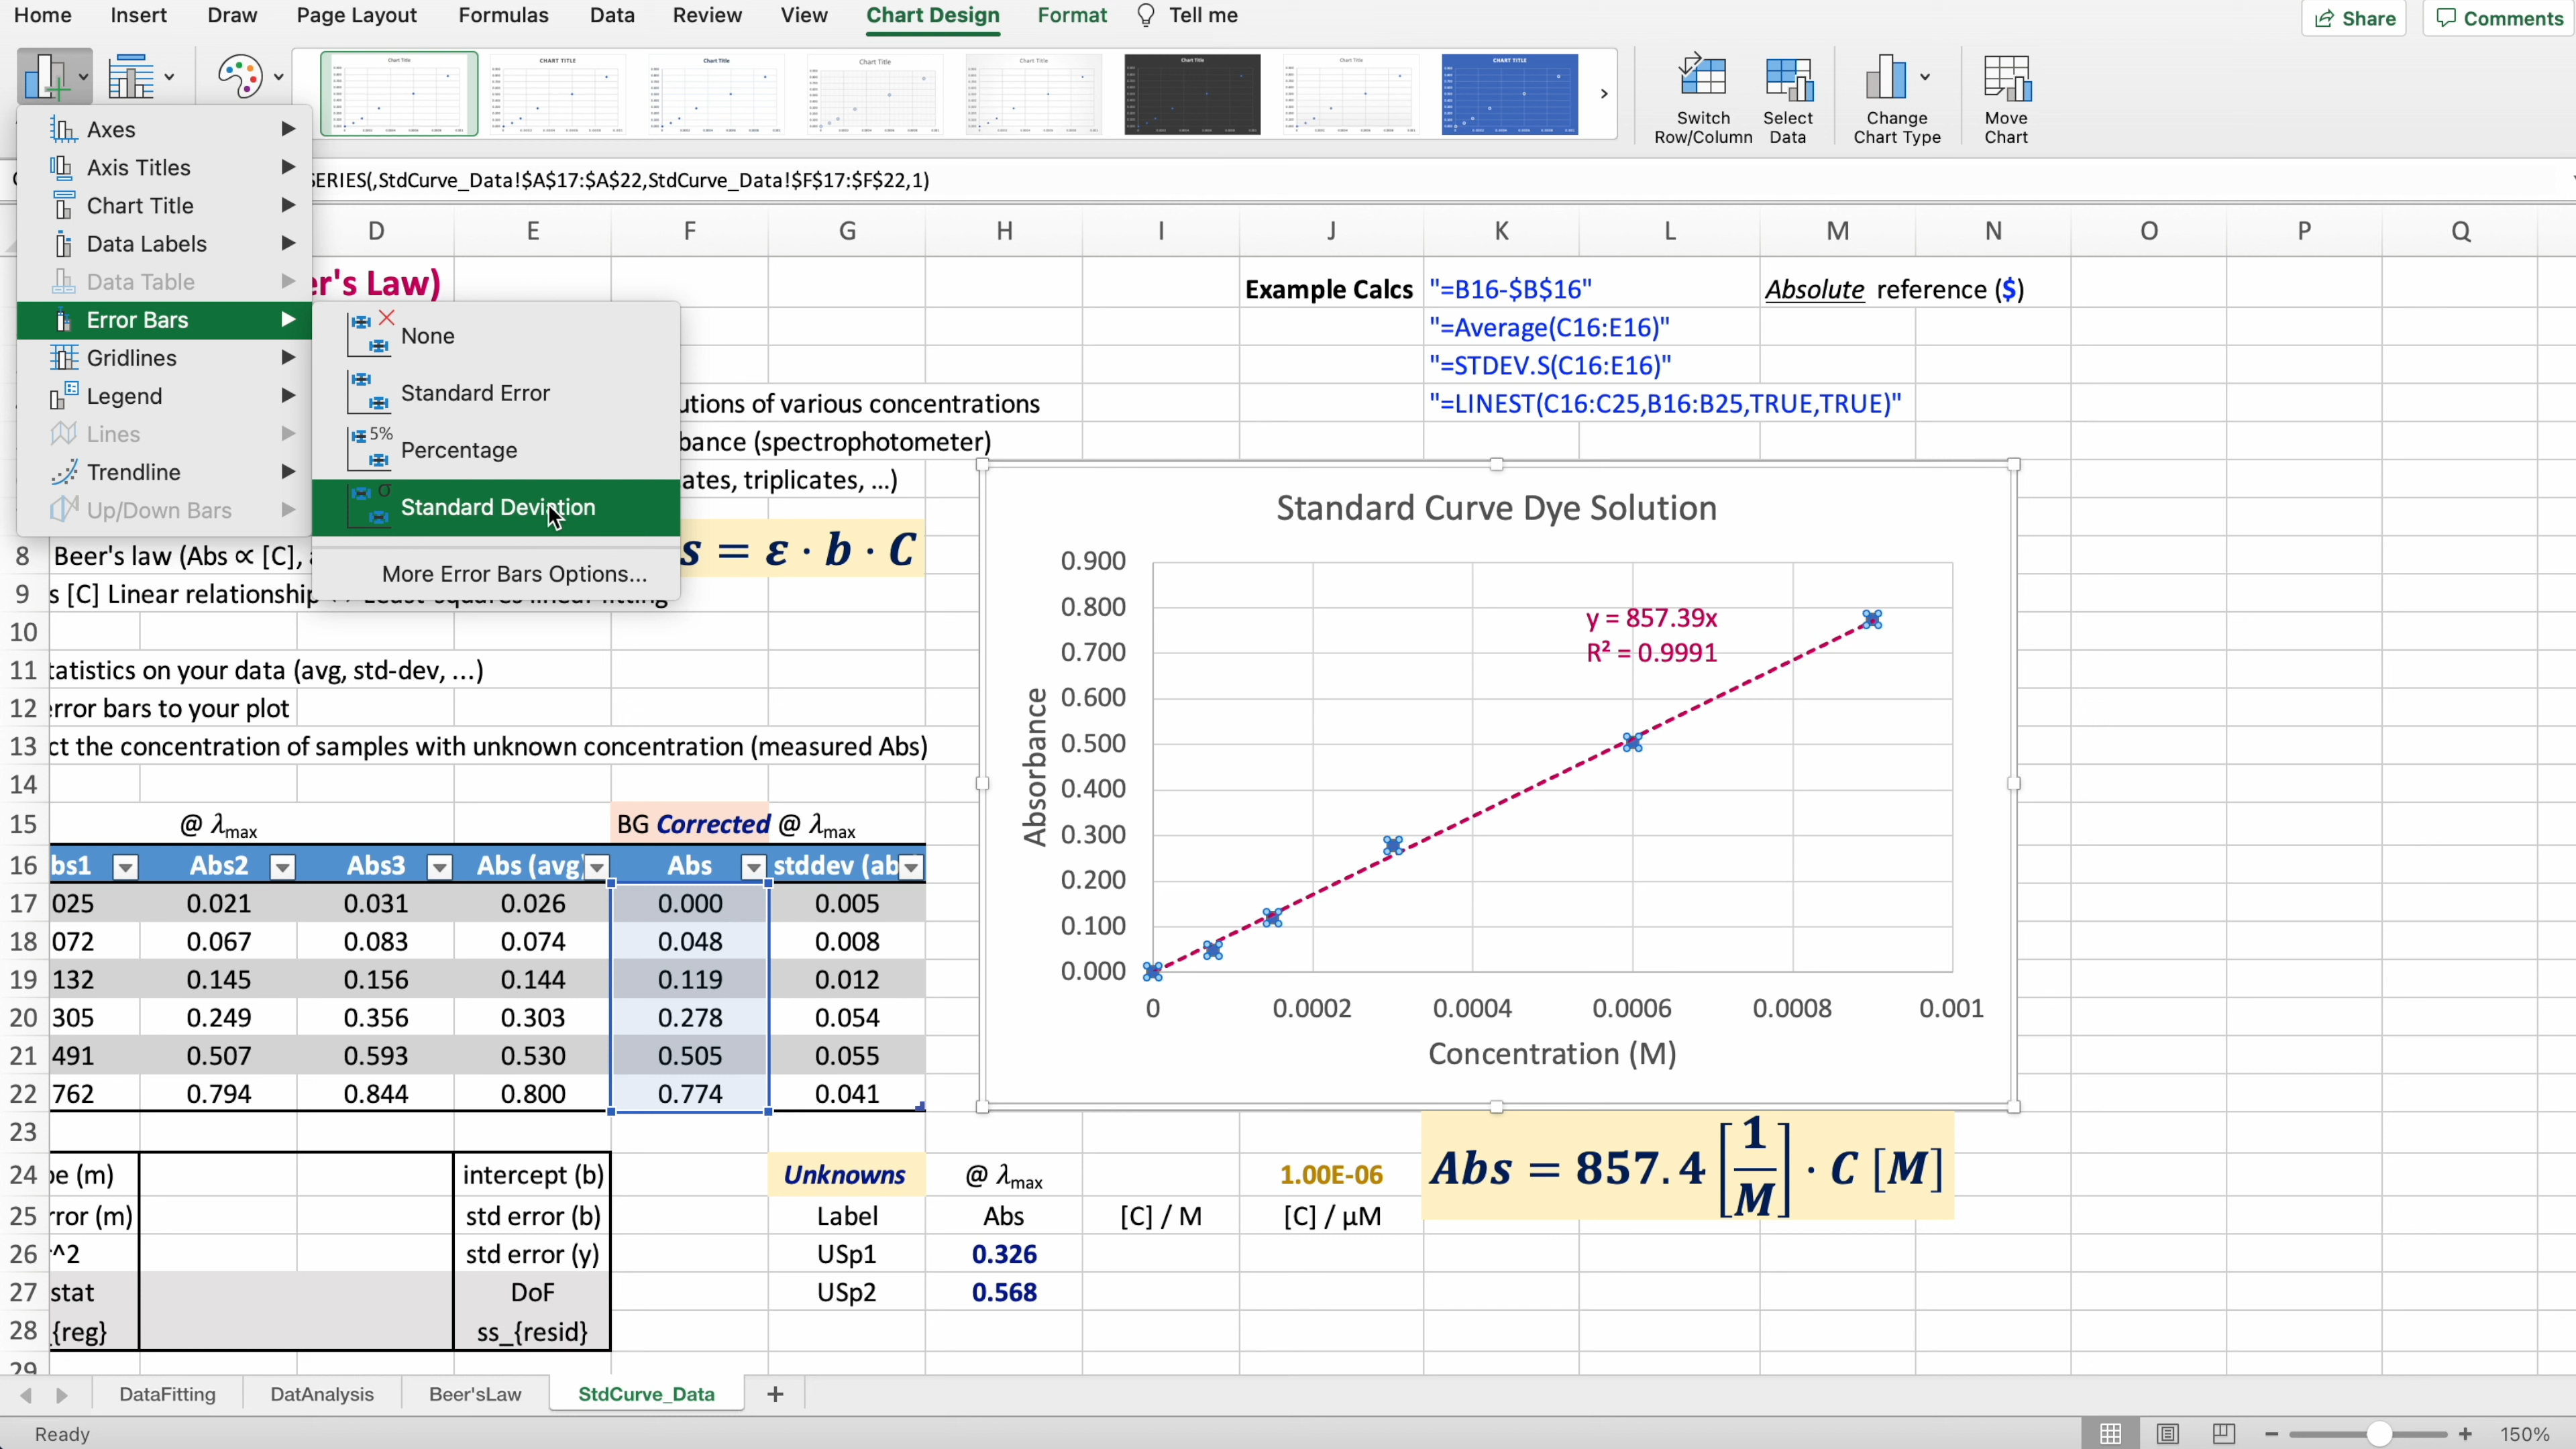 Home Insert Draw Page Layout Formulas Data Review View Chart Design Format Tell me Share Comments
Switch Row/Column
Select Data
Change Chart Type
Move Chart
SERIES(,StdCurve_Data!$A$17:$A$22,StdCurve_Data!$F$17:$F$22,1)
Axes
Axis Titles
Chart Title
Data Labels
Data Table
Error Bars
Gridlines
Legend
Lines
Trendline
Up/Down Bars
None
Standard Error
5% Percentage
σ Standard Deviation
More Error Bars Options...
D E F G H I J K L M N O P Q
er's Law)
Example Calcs "=B16-$B$16" Absolute reference ($)
"=Average(C16:E16)"
"=STDEV.S(C16:E16)"
utions of various concentrations "=LINEST(C16:C25,B16:B25,TRUE,TRUE)"
bance (spectrophotometer)
ates, triplicates, ...)
s = ε · b · C
8 Beer's law (Abs ∝ [C],
9 s [C] Linear relationship
10
11 tatistics on your data (avg, std-dev, ...)
12 error bars to your plot
13 ct the concentration of samples with unknown concentration (measured Abs)
14
15 @ λmax BG Corrected @ λmax
16 bs1 Abs2 Abs3 Abs (avg) Abs stddev (ab
17 025 0.021 0.031 0.026 0.000 0.005
18 072 0.067 0.083 0.074 0.048 0.008
19 132 0.145 0.156 0.144 0.119 0.012
20 305 0.249 0.356 0.303 0.278 0.054
21 491 0.507 0.593 0.530 0.505 0.055
22 762 0.794 0.844 0.800 0.774 0.041
Standard Curve Dye Solution
y = 857.39x
R² = 0.9991
Absorbance
0.900
0.800
0.700
0.600
0.500
0.400
0.300
0.200
0.100
0.000
0 0.0002 0.0004 0.0006 0.0008 0.001
Concentration (M)
23
24 pe (m) intercept (b) Unknowns @ λmax 1.00E-06 Abs = 857.4 [1/M] · C [M]
25 rror (m) std error (b) Label Abs [C] / M [C] / μM
26 ^2 std error (y) USp1 0.326
27 stat DoF USp2 0.568
28 {reg} ss_{resid}
29
DataFitting DatAnalysis Beer'sLaw StdCurve_Data +
Ready 150%